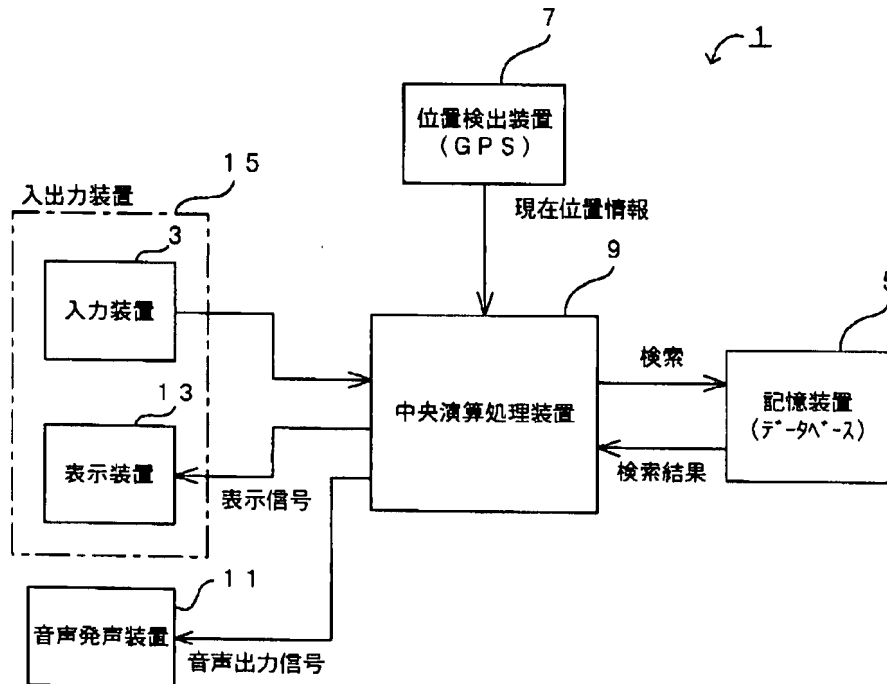 7
1
位置検出装置
(GPS)
15
入出力装置
現在位置情報
3
9
5
入力装置
検索
13
中央演算処理装置
記憶装置
(ﾃﾞｰﾀﾍﾞｰｽ)
表示装置
検索結果
表示信号
11
音声発声装置
音声出力信号